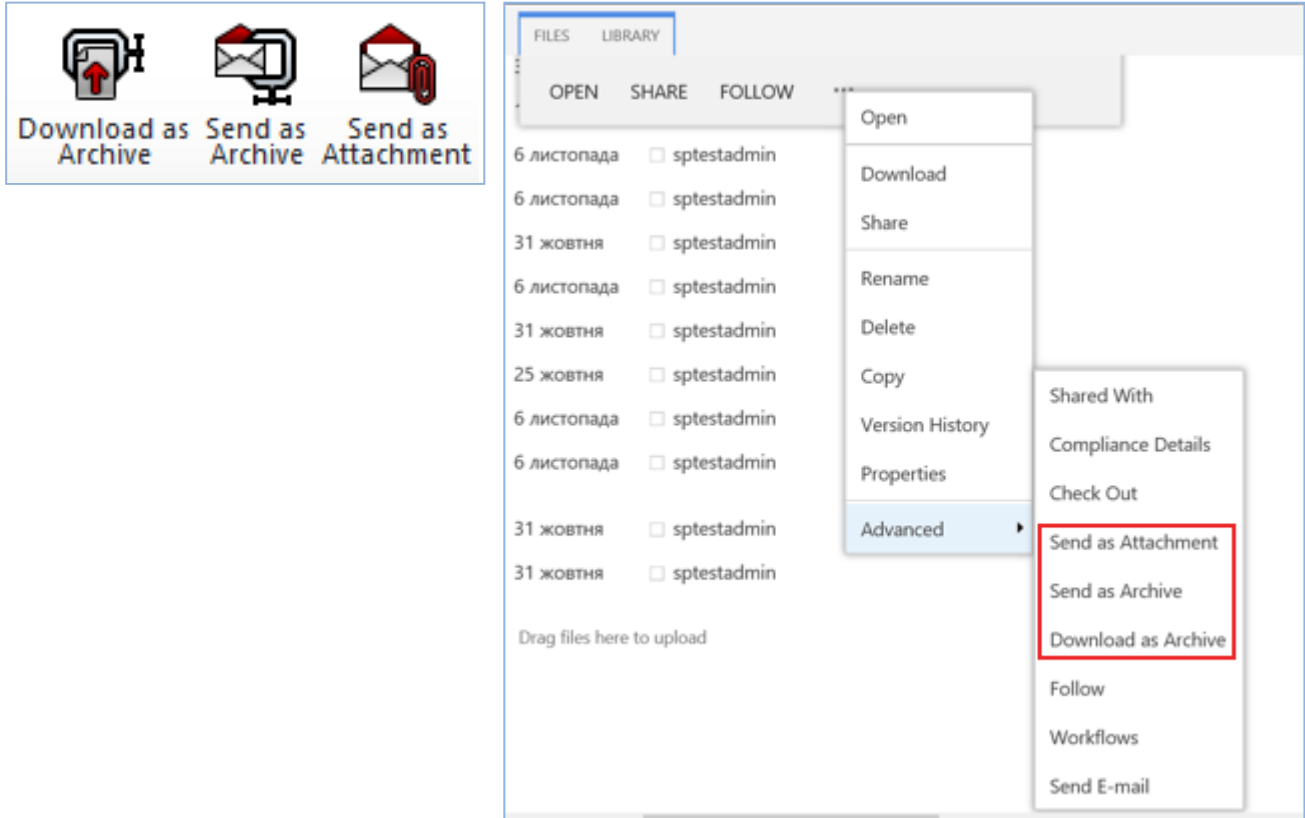 Download as Archive
Send as Archive
Send as Attachment
FILES LIBRARY
OPEN SHARE FOLLOW ...
6 листопада sptestadmin
6 листопада sptestadmin
31 жовтня sptestadmin
6 листопада sptestadmin
31 жовтня sptestadmin
25 жовтня sptestadmin
6 листопада sptestadmin
6 листопада sptestadmin
31 жовтня sptestadmin
31 жовтня sptestadmin
Drag files here to upload
Open
Download
Share
Rename
Delete
Copy
Version History
Properties
Advanced
Shared With
Compliance Details
Check Out
Send as Attachment
Send as Archive
Download as Archive
Follow
Workflows
Send E-mail